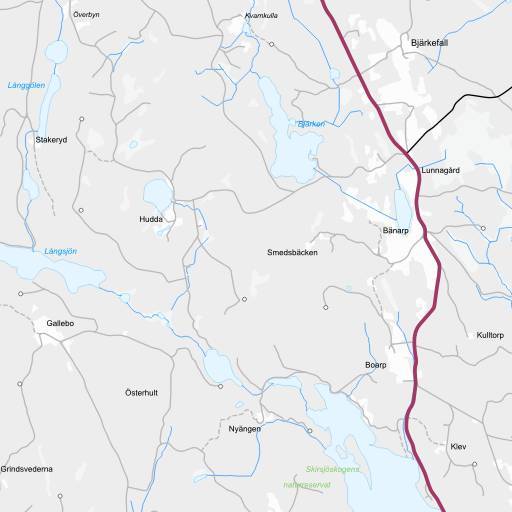 Överbyn
Kvarnkulla
Bjärkefall
Långgölen
Bjärken
Stakeryd
Lunnagård
Hudda
Bänarp
Långsjön
Smedsbäcken
Gallebo
Kulltorp
Boarp
Österhult
Nyängen
Klev
Grindsvederna
Skirsjöskogens
naturreservat